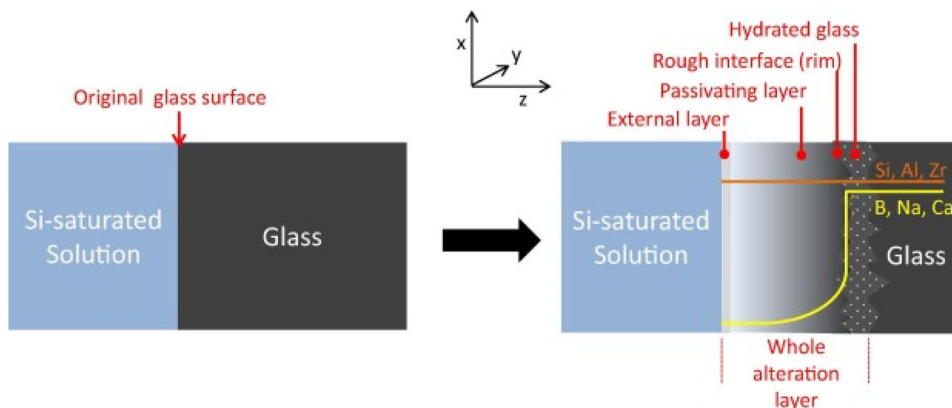 Original glass surface
Si-saturated
Solution
Glass
x
y
z
Hydrated glass
Rough interface (rim)
Passivating layer
External layer
Si, Al, Zr
B, Na, Ca
Si-saturated
Solution
Glass
Whole
alteration
layer